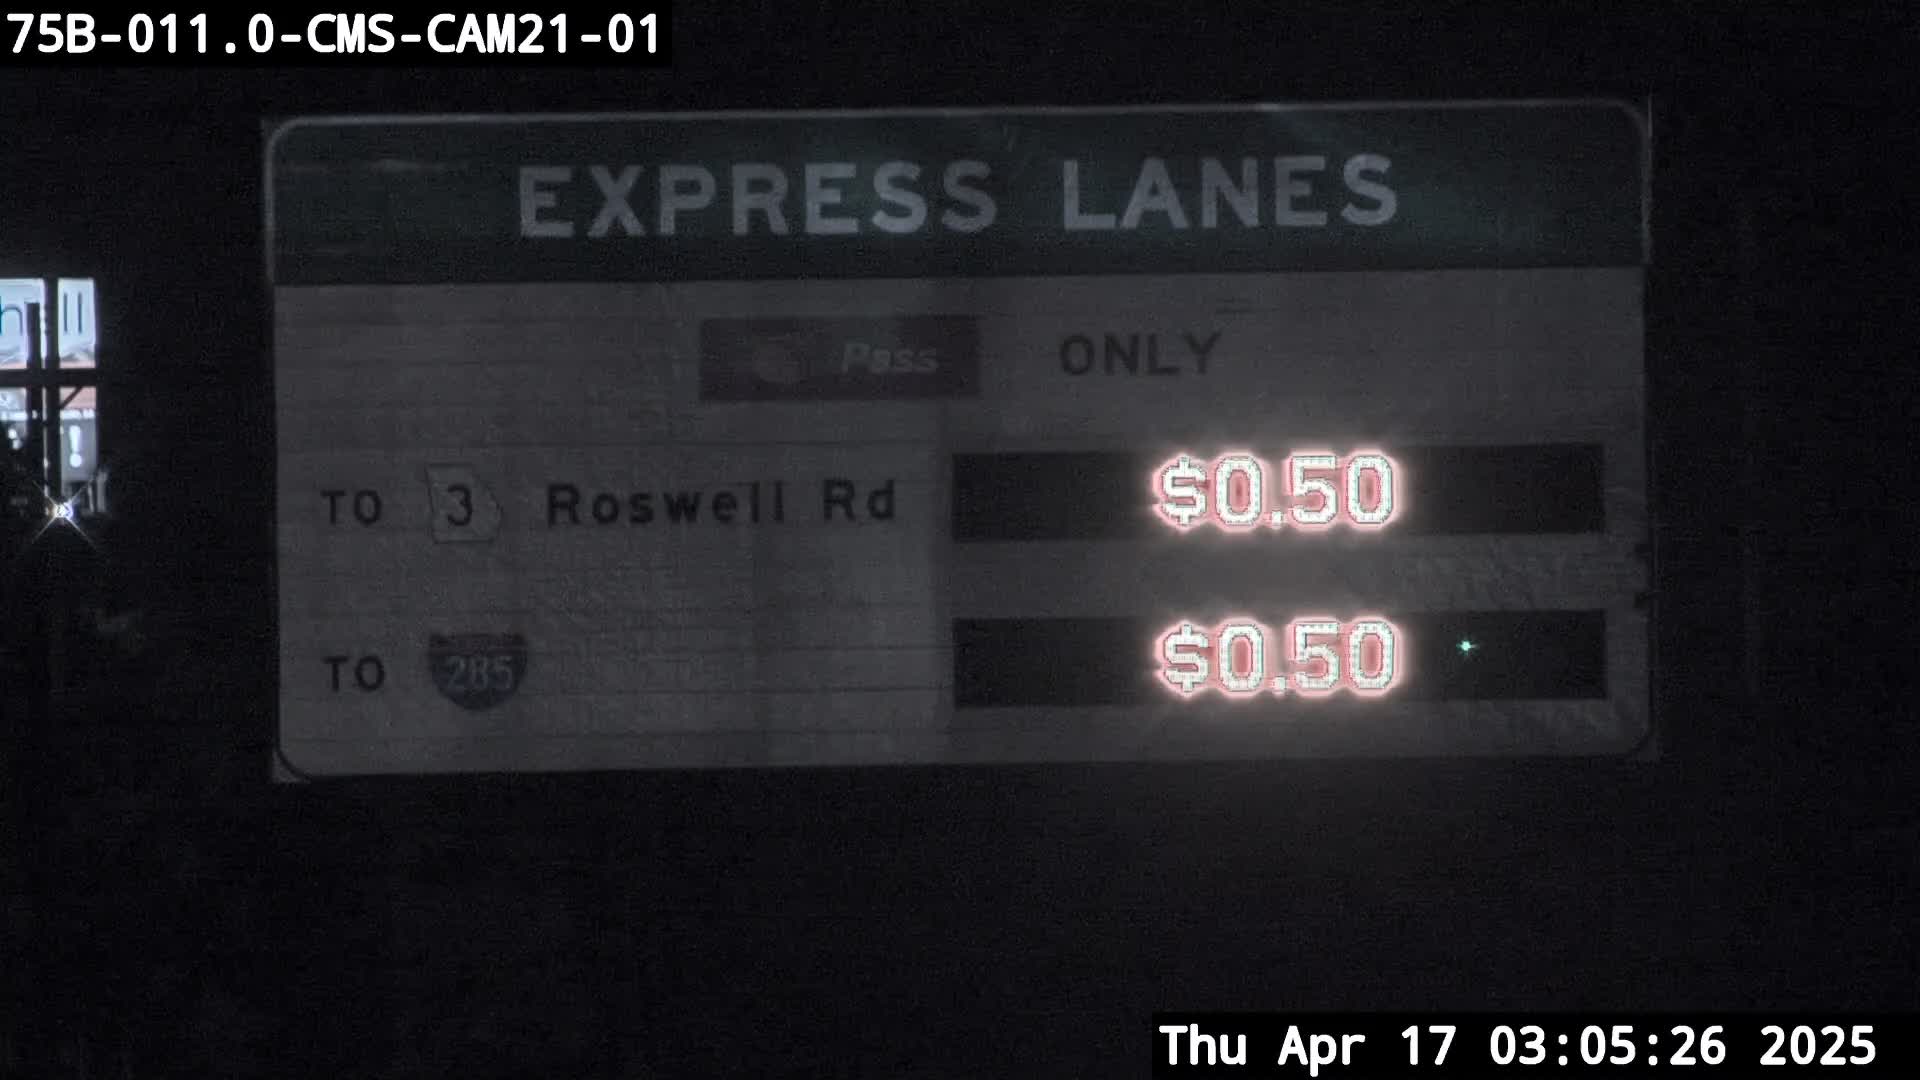 75B-011.0-CMS-CAM21-01
EXPRESS LANES
Pass ONLY
TO 3 Roswell Rd $0.50
TO 285 $0.50
Thu Apr 17 03:05:26 2025